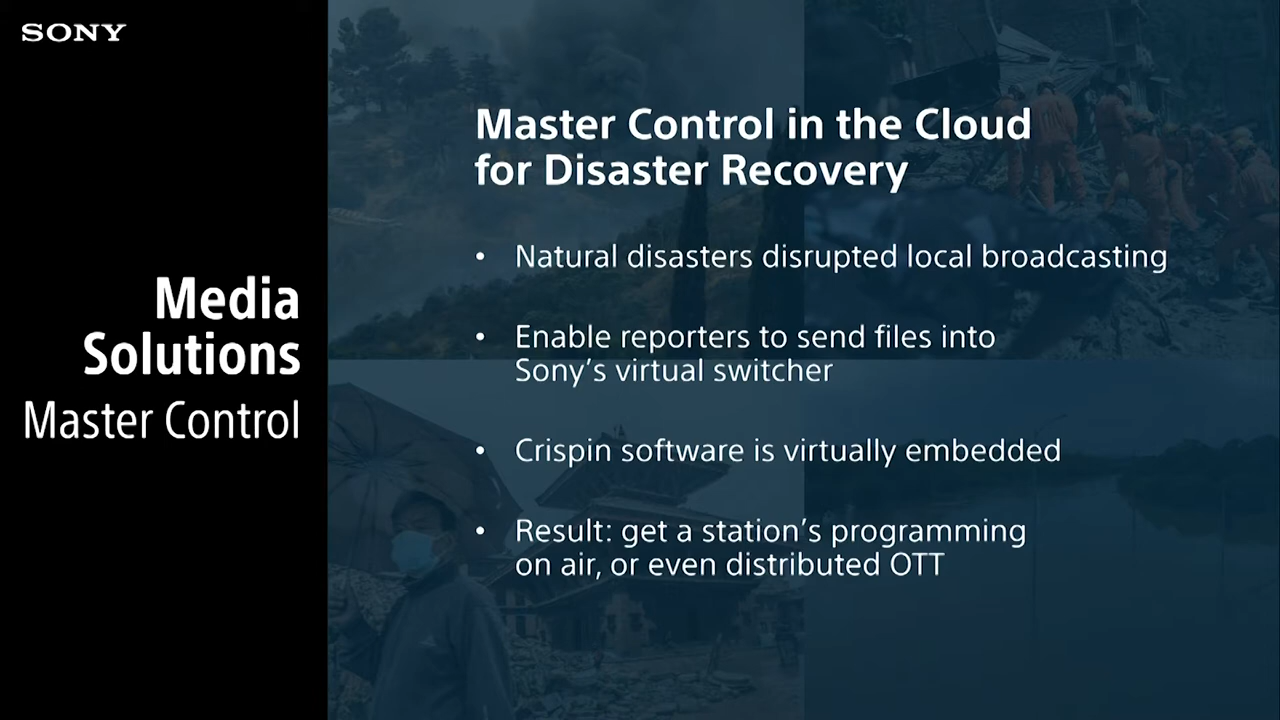 SONY
Media
Solutions
Master Control
Master Control in the Cloud
for Disaster Recovery
• Natural disasters disrupted local broadcasting
• Enable reporters to send files into
Sony’s virtual switcher
• Crispin software is virtually embedded
• Result: get a station’s programming
on air, or even distributed OTT